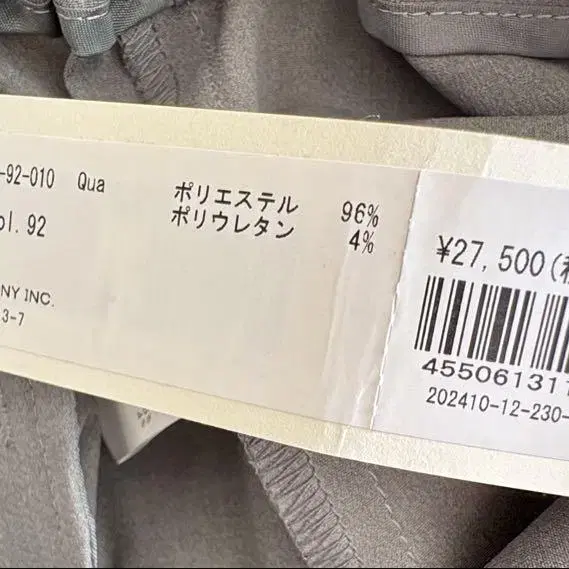 -92-010 Qua
ol. 92
NY INC.
3-7
ポリエステル 96%
ポリウレタン 4%
¥27,500(税
455061311
202410-12-230-